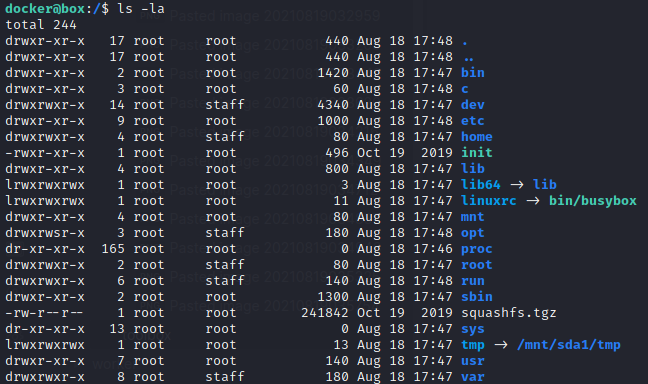 docker@box:/$ ls -la
total 244
drwxr-xr-x 17 root root 440 Aug 18 17:48 .
drwxr-xr-x 17 root root 440 Aug 18 17:48 ..
drwxr-xr-x 2 root root 1420 Aug 18 17:47 bin
drwxr-xr-x 3 root root 60 Aug 18 17:48 c
drwxrwxr-x 14 root staff 4340 Aug 18 17:47 dev
drwxr-xr-x 9 root root 1000 Aug 18 17:48 etc
drwxrwxr-x 4 root staff 80 Aug 18 17:47 home
-rwxr-xr-x 1 root root 496 Oct 19 2019 init
drwxr-xr-x 4 root root 800 Aug 18 17:47 lib
lrwxrwxrwx 1 root root 3 Aug 18 17:47 lib64 -> lib
lrwxrwxrwx 1 root root 11 Aug 18 17:47 linuxrc -> bin/busybox
drwxr-xr-x 4 root root 80 Aug 18 17:47 mnt
drwxrwsr-x 3 root staff 180 Aug 18 17:48 opt
dr-xr-xr-x 165 root root 0 Aug 18 17:46 proc
drwxrwxr-x 2 root staff 80 Aug 18 17:47 root
drwxrwxr-x 6 root staff 140 Aug 18 17:48 run
drwxr-xr-x 2 root root 1300 Aug 18 17:47 sbin
-rw-r--r-- 1 root root 241842 Oct 19 2019 squashfs.tgz
dr-xr-xr-x 13 root root 0 Aug 18 17:47 sys
lrwxrwxrwx 1 root root 13 Aug 18 17:47 tmp -> /mnt/sda1/tmp
drwxr-xr-x 7 root root 140 Aug 18 17:47 usr
drwxrwxr-x 8 root staff 180 Aug 18 17:47 var